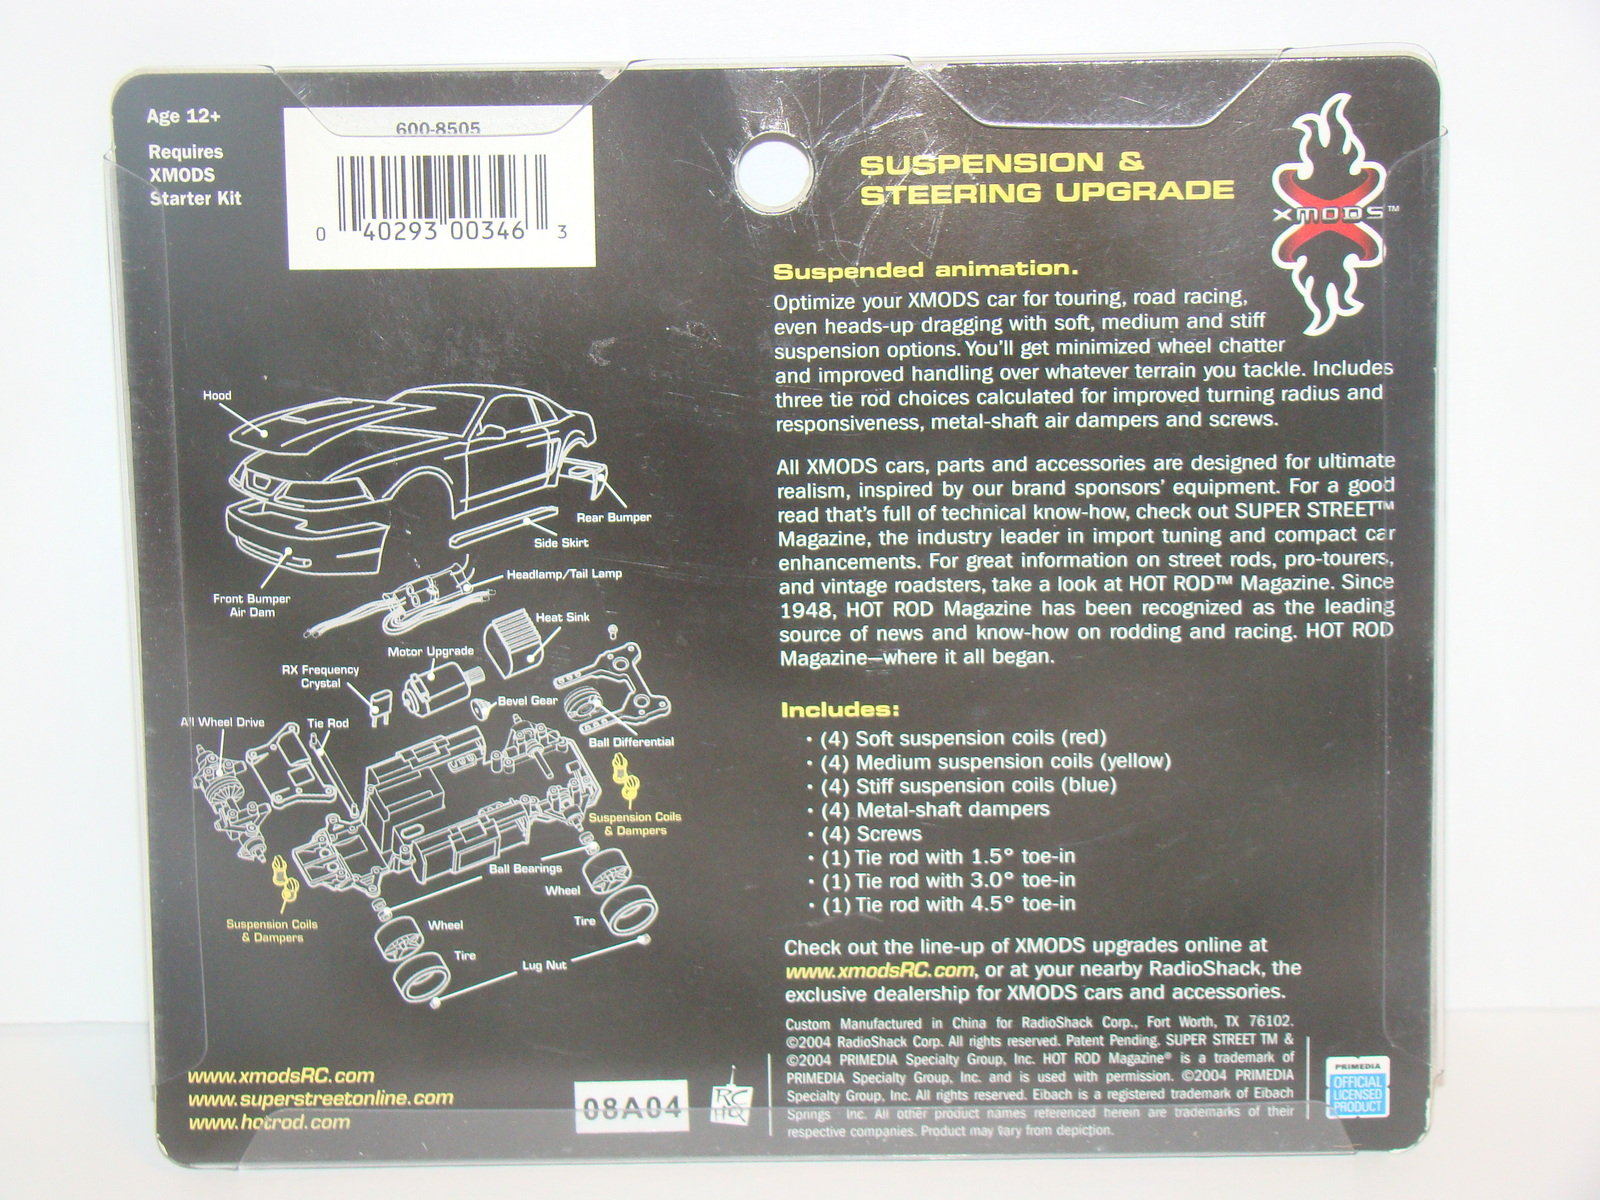 Age 12+
Requires
XMODS
Starter Kit
600-8505
0 40293 00346 3
SUSPENSION &
STEERING UPGRADE
XMODS™
Suspended animation.
Optimize your XMODS car for touring, road racing,
even heads-up dragging with soft, medium and stiff
suspension options. You'll get minimized wheel chatter
and improved handling over whatever terrain you tackle. Includes
three tie rod choices calculated for improved turning radius and
responsiveness, metal-shaft air dampers and screws.
All XMODS cars, parts and accessories are designed for ultimate
realism, inspired by our brand sponsors' equipment. For a good
read that's full of technical know-how, check out SUPER STREET™
Magazine, the industry leader in import tuning and compact car
enhancements. For great information on street rods, pro-tourers,
and vintage roadsters, take a look at HOT ROD™ Magazine. Since
1948, HOT ROD Magazine has been recognized as the leading
source of news and know-how on rodding and racing. HOT ROD
Magazine—where it all began.
Includes:
• (4) Soft suspension coils (red)
• (4) Medium suspension coils (yellow)
• (4) Stiff suspension coils (blue)
• (4) Metal-shaft dampers
• (4) Screws
• (1) Tie rod with 1.5° toe-in
• (1) Tie rod with 3.0° toe-in
• (1) Tie rod with 4.5° toe-in
Check out the line-up of XMODS upgrades online at
www.xmodsRC.com, or at your nearby RadioShack, the
exclusive dealership for XMODS cars and accessories.
Custom Manufactured in China for RadioShack Corp., Fort Worth, TX 76102.
©2004 RadioShack Corp. All rights reserved. Patent Pending. SUPER STREET TM &
©2004 PRIMEDIA Specialty Group, Inc. HOT ROD Magazine® is a trademark of
PRIMEDIA Specialty Group, Inc. and is used with permission. ©2004 PRIMEDIA
Specialty Group, Inc. All rights reserved. Eibach is a registered trademark of Eibach
Springs Inc. All other product names referenced herein are trademarks of their
respective companies. Product may vary from depiction.
PRIMEDIA
OFFICIAL
LICENSED
PRODUCT
Hood
Rear Bumper
Side Skirt
Front Bumper
Air Dam
Headlamp/Tail Lamp
Heat Sink
Motor Upgrade
RX Frequency
Crystal
Bevel Gear
All Wheel Drive
Tie Rod
Ball Differential
Suspension Coils
& Dampers
Ball Bearings
Wheel
Tire
Suspension Coils
& Dampers
Wheel
Tire
Lug Nut
www.xmodsRC.com
www.superstreetonline.com
www.hotrod.com
08A04
RC